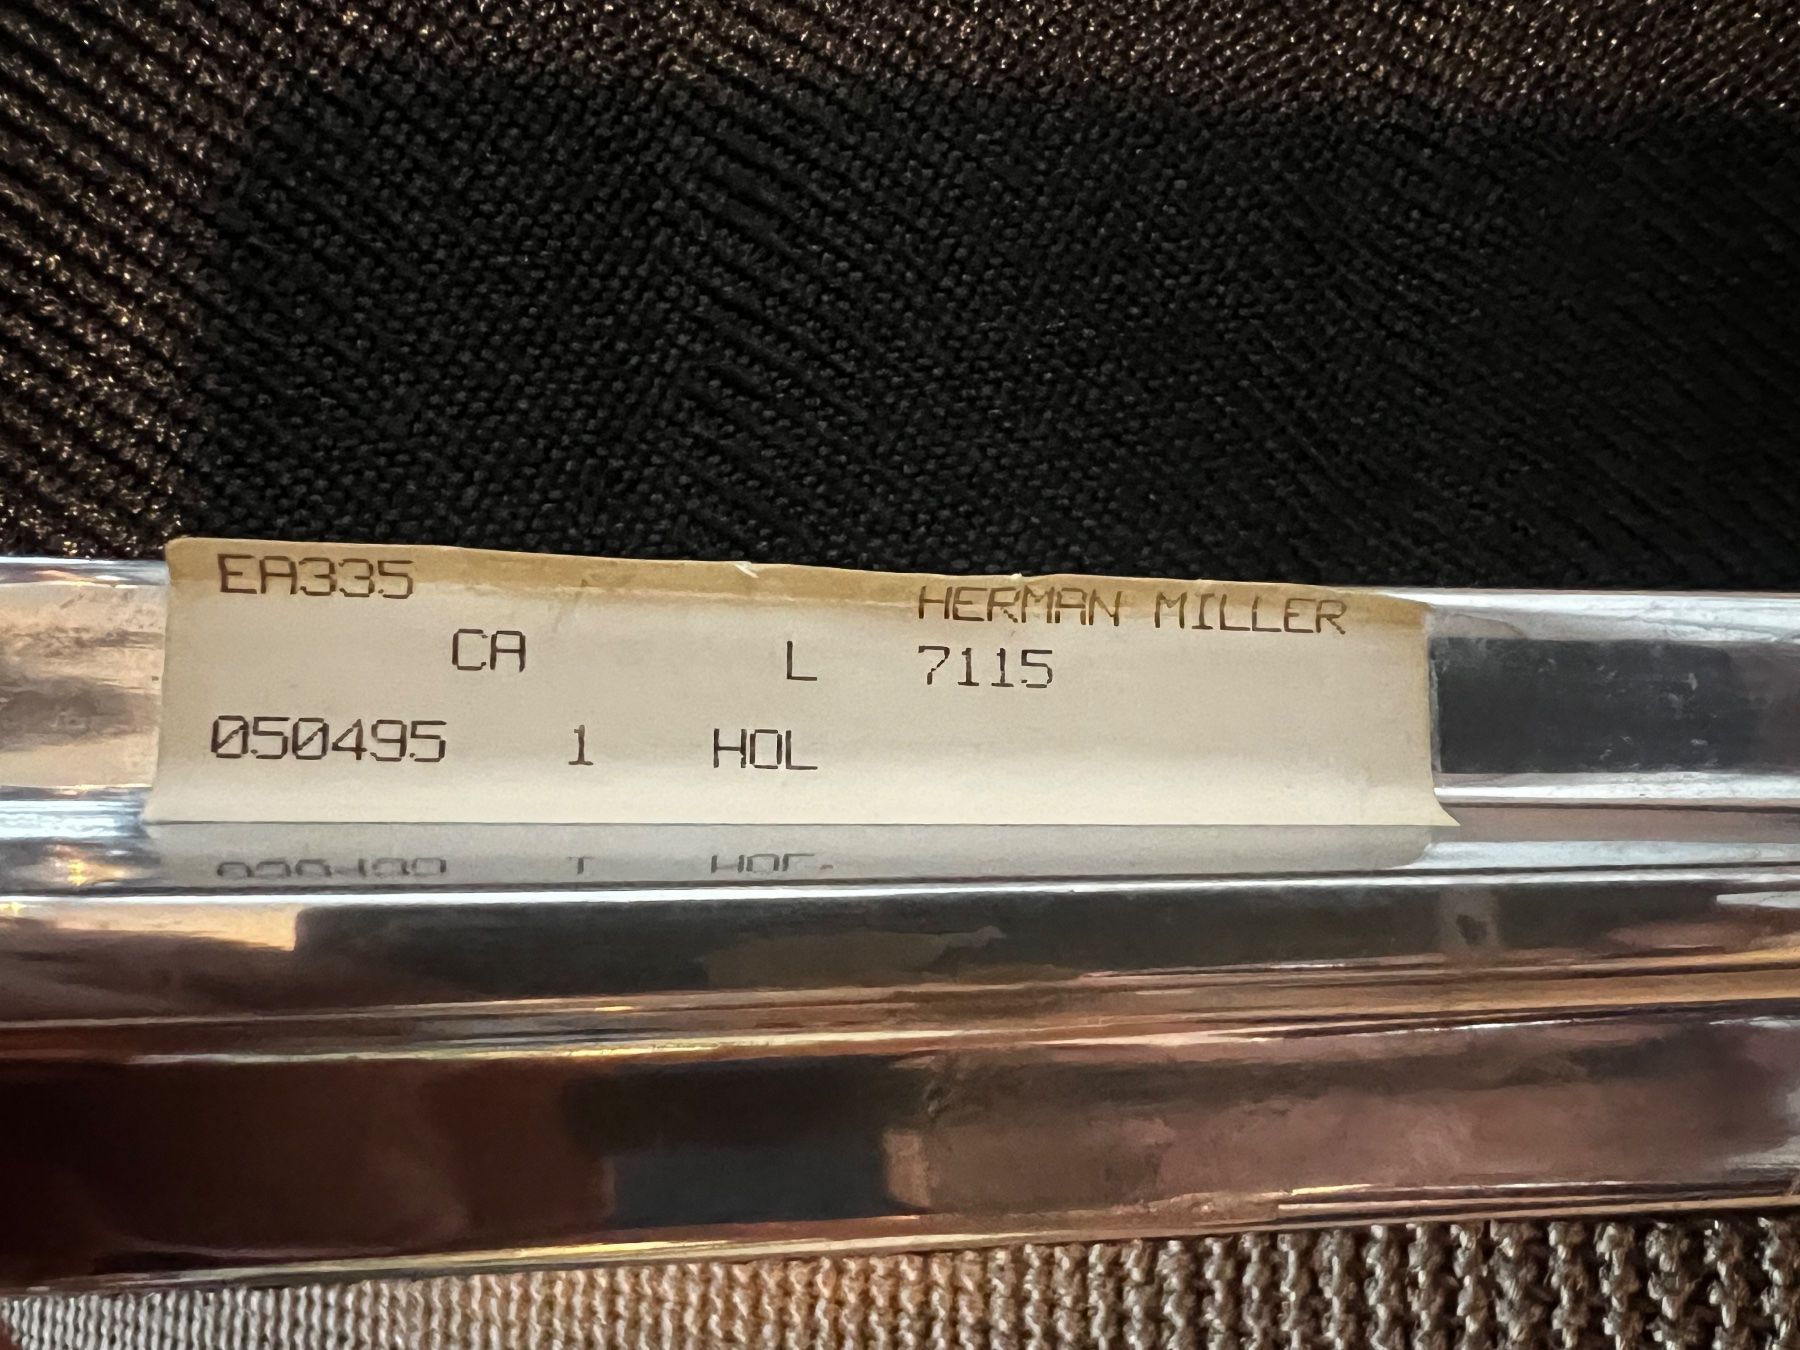 EA335 HERMAN MILLER
CA L 7115
050495 1 HOL